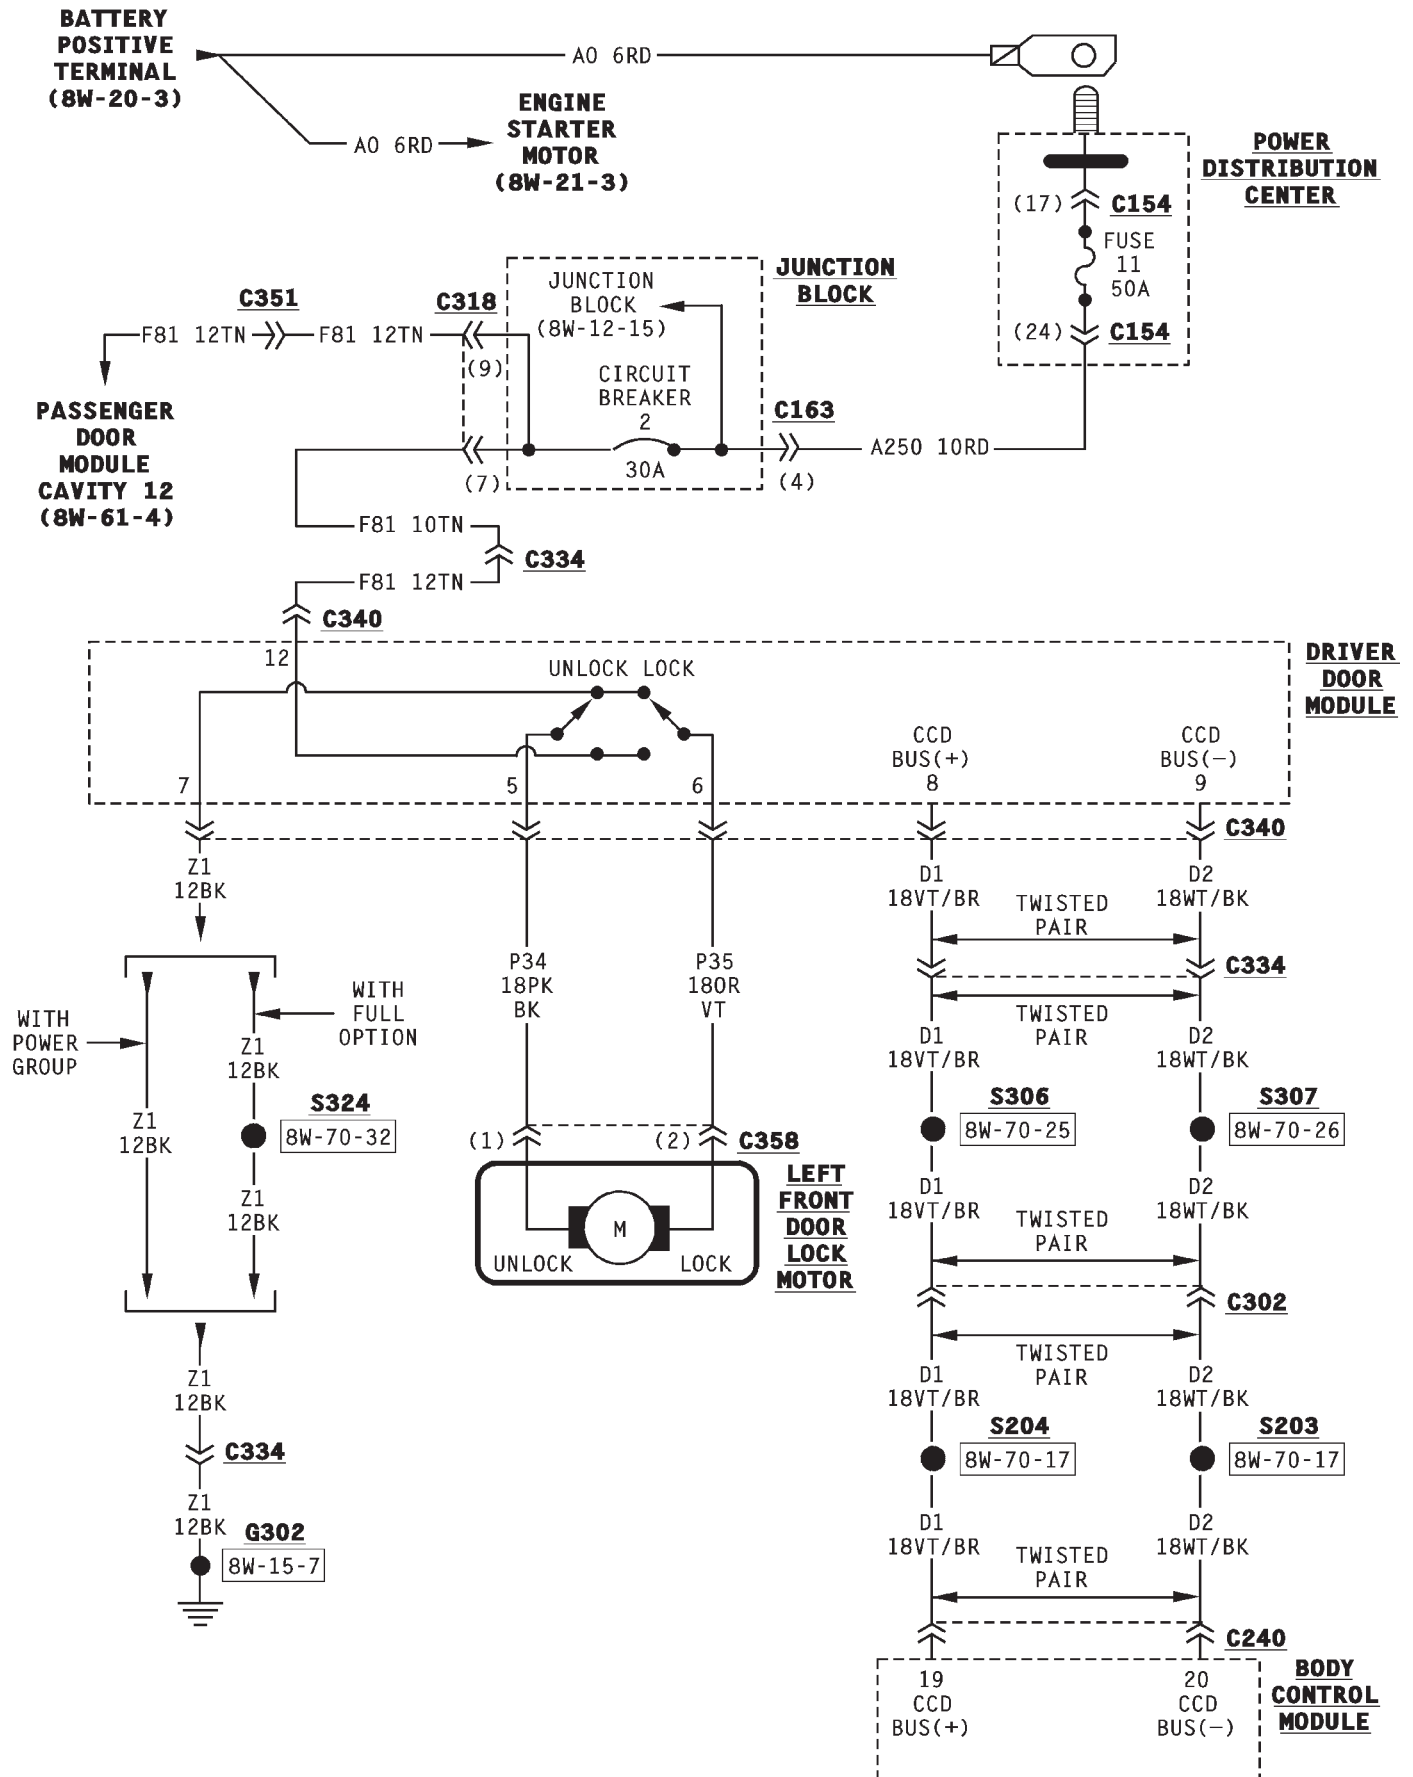 BATTERY
POSITIVE
TERMINAL
(8W-20-3)
A0 6RD
A0 6RD
ENGINE
STARTER
MOTOR
(8W-21-3)
POWER
DISTRIBUTION
CENTER
(17)
C154
FUSE
11
50A
(24)
C154
JUNCTION
BLOCK
JUNCTION
BLOCK
(8W-12-15)
C351
C318
F81 12TN
F81 12TN
(9)
CIRCUIT
BREAKER
2
30A
C163
A250 10RD
(7)
(4)
PASSENGER
DOOR
MODULE
CAVITY 12
(8W-61-4)
F81 10TN
C334
F81 12TN
C340
DRIVER
DOOR
MODULE
12
UNLOCK LOCK
CCD
BUS(+)
8
CCD
BUS(–)
9
7
5
6
C340
Z1
12BK
D1
18VT/BR
TWISTED
PAIR
D2
18WT/BK
P34
18PK
BK
P35
18OR
VT
C334
WITH
FULL
OPTION
WITH
POWER
GROUP
TWISTED
PAIR
Z1
12BK
D1
18VT/BR
D2
18WT/BK
S324
8W-70-32
S306
8W-70-25
S307
8W-70-26
Z1
12BK
(1)
(2)
C358
LEFT
FRONT
DOOR
LOCK
MOTOR
M
UNLOCK
LOCK
Z1
12BK
D1
18VT/BR
TWISTED
PAIR
D2
18WT/BK
C302
TWISTED
PAIR
Z1
12BK
D1
18VT/BR
D2
18WT/BK
C334
S204
8W-70-17
S203
8W-70-17
Z1
12BK
G302
8W-15-7
D1
18VT/BR
TWISTED
PAIR
D2
18WT/BK
C240
BODY
CONTROL
MODULE
19
CCD
BUS(+)
20
CCD
BUS(–)